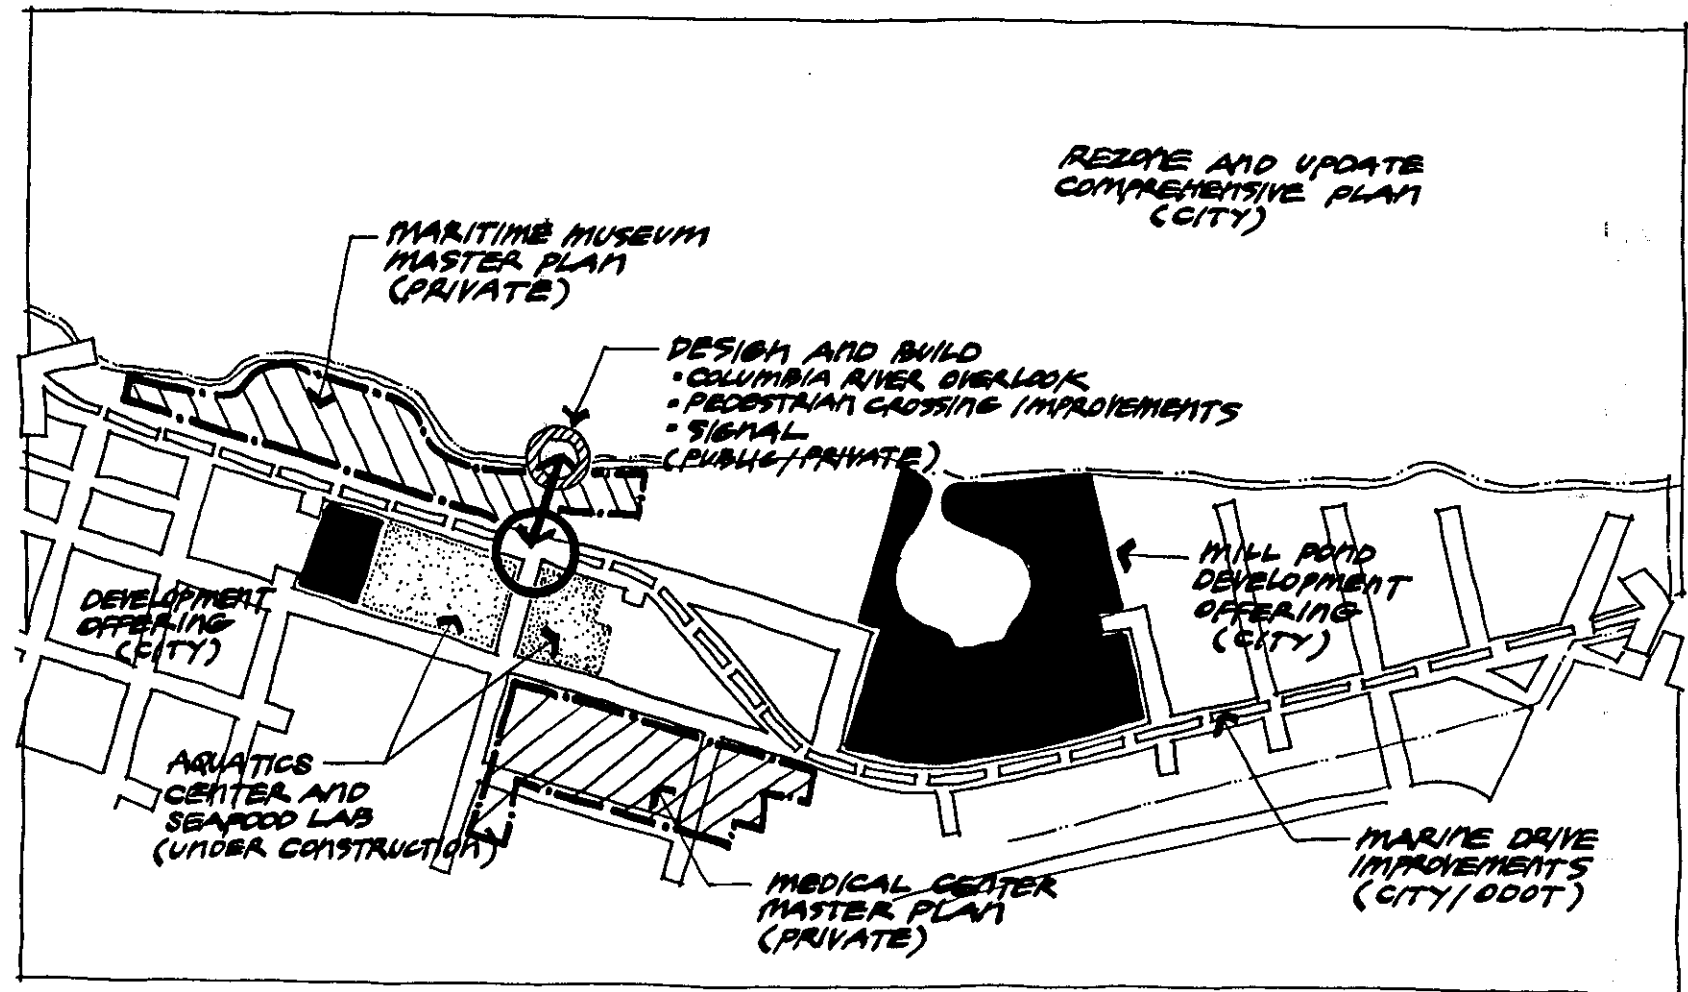 REZONE AND UPDATE
COMPREHENSIVE PLAN
(CITY)
MARITIME MUSEUM
MASTER PLAN
(PRIVATE)
DESIGN AND BUILD
• COLUMBIA RIVER OVERLOOK
• PEDESTRIAN CROSSING IMPROVEMENTS
• SIGNAL
(PUBLIC/PRIVATE)
MILL POND
DEVELOPMENT
OFFERING
(CITY)
DEVELOPMENT
OFFERING
(CITY)
AQUATICS
CENTER AND
SEAFOOD LAB
(UNDER CONSTRUCTION)
MARINE DRIVE
IMPROVEMENTS
(CITY/ODOT)
MEDICAL CENTER
MASTER PLAN
(PRIVATE)